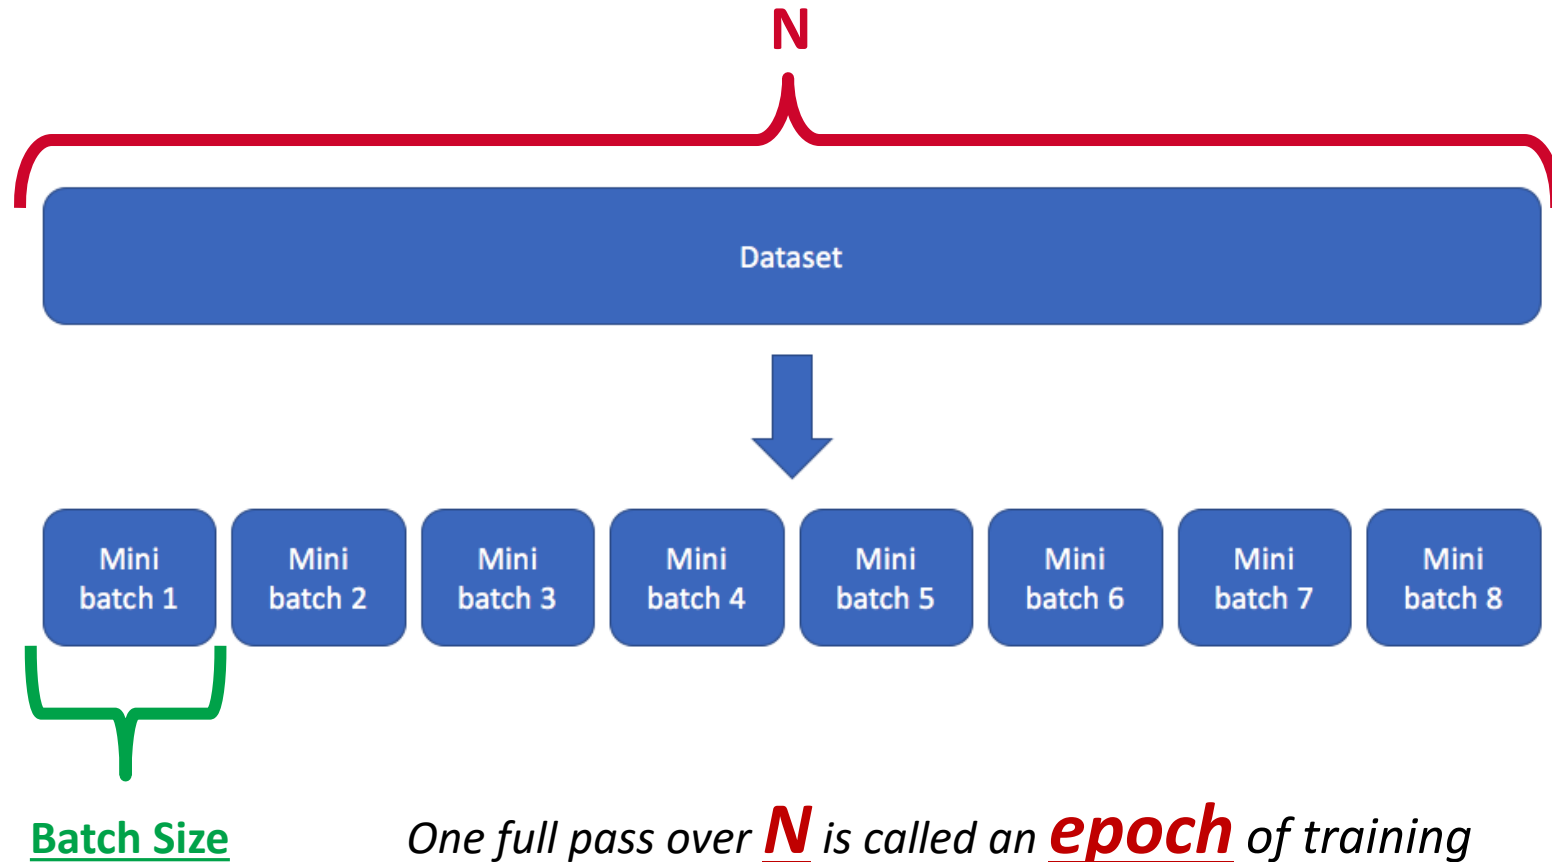 N
Dataset
Mini
batch 1
Mini
batch 2
Mini
batch 3
Mini
batch 4
Mini
batch 5
Mini
batch 6
Mini
batch 7
Mini
batch 8
Batch Size
One full pass over N is called an epoch of training